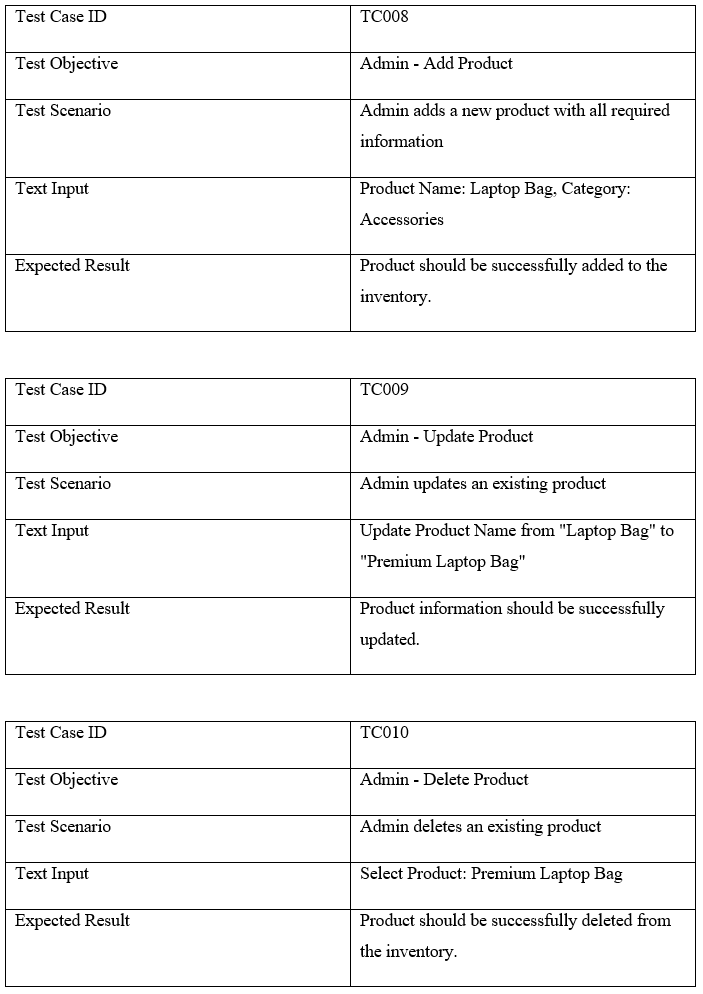 Test Case ID TC008
Test Objective Admin - Add Product
Test Scenario Admin adds a new product with all required
information
Text Input Product Name: Laptop Bag, Category:
Accessories
Expected Result Product should be successfully added to the
inventory.
Test Case ID TC009
Test Objective Admin - Update Product
Test Scenario Admin updates an existing product
Text Input Update Product Name from "Laptop Bag" to
"Premium Laptop Bag"
Expected Result Product information should be successfully
updated.
Test Case ID TC010
Test Objective Admin - Delete Product
Test Scenario Admin deletes an existing product
Text Input Select Product: Premium Laptop Bag
Expected Result Product should be successfully deleted from
the inventory.